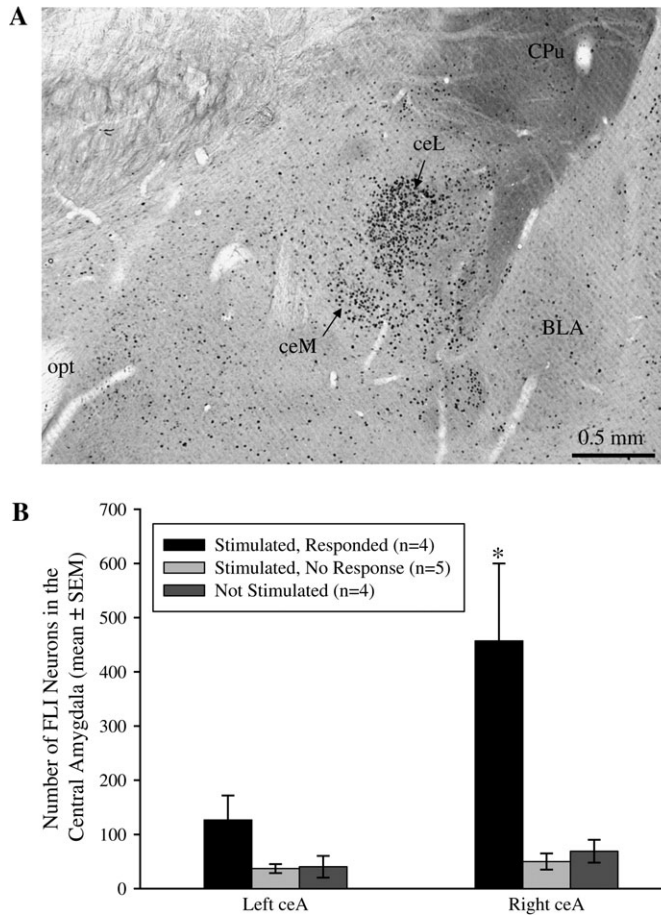 A
CPu
ceL
ceM
BLA
opt
0.5 mm
B
Number of FLI Neurons in the
Central Amygdala (mean ± SEM)
700
600
500
400
300
200
100
0
Stimulated, Responded (n=4)
Stimulated, No Response (n=5)
Not Stimulated (n=4)
*
Left ceA
Right ceA